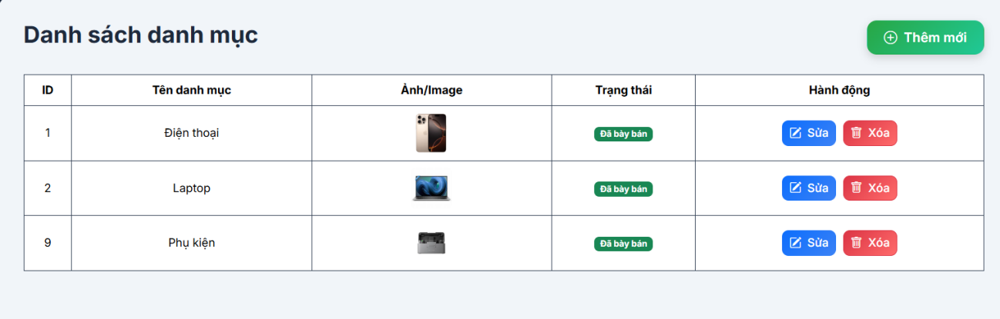 Danh sách danh mục
Thêm mới
ID Tên danh mục Ảnh/Image Trạng thái Hành động
1 Điện thoại Đã bày bán Sửa Xóa
2 Laptop Đã bày bán Sửa Xóa
9 Phụ kiện Đã bày bán Sửa Xóa